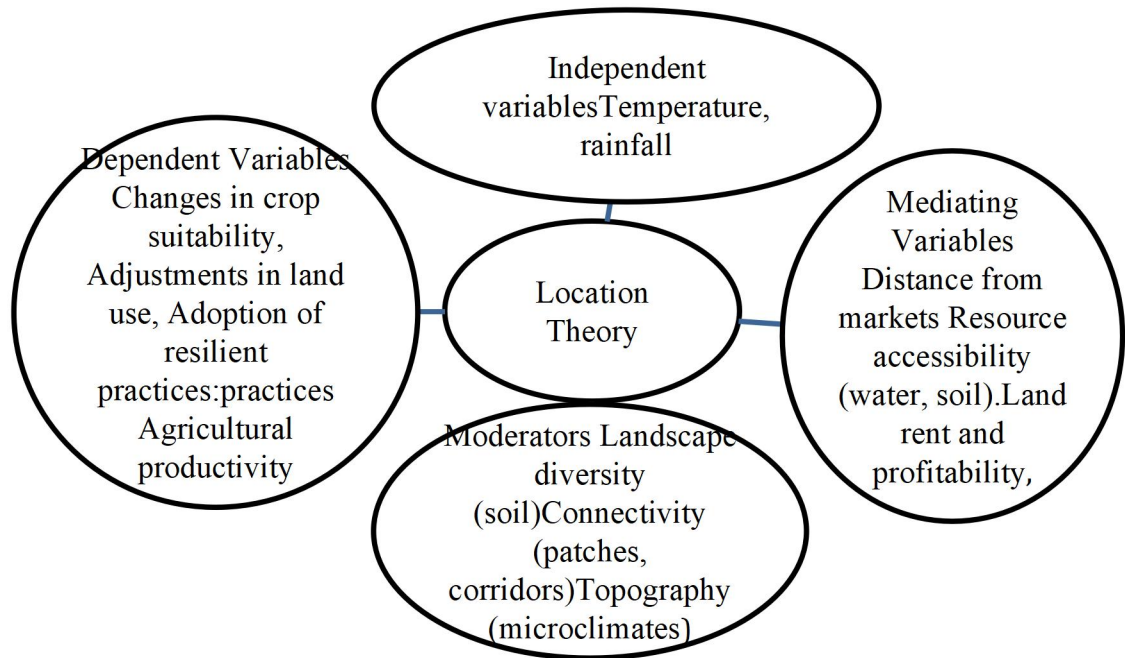 Independent
variablesTemperature,
rainfall
Dependent Variables
Changes in crop
suitability,
Adjustments in land
use, Adoption of
resilient
practices:practices
Agricultural
productivity
Location
Theory
Mediating
Variables
Distance from
markets Resource
accessibility
(water, soil).Land
rent and
profitability,
Moderators Landscape
diversity
(soil)Connectivity
(patches,
corridors)Topography
(microclimates)